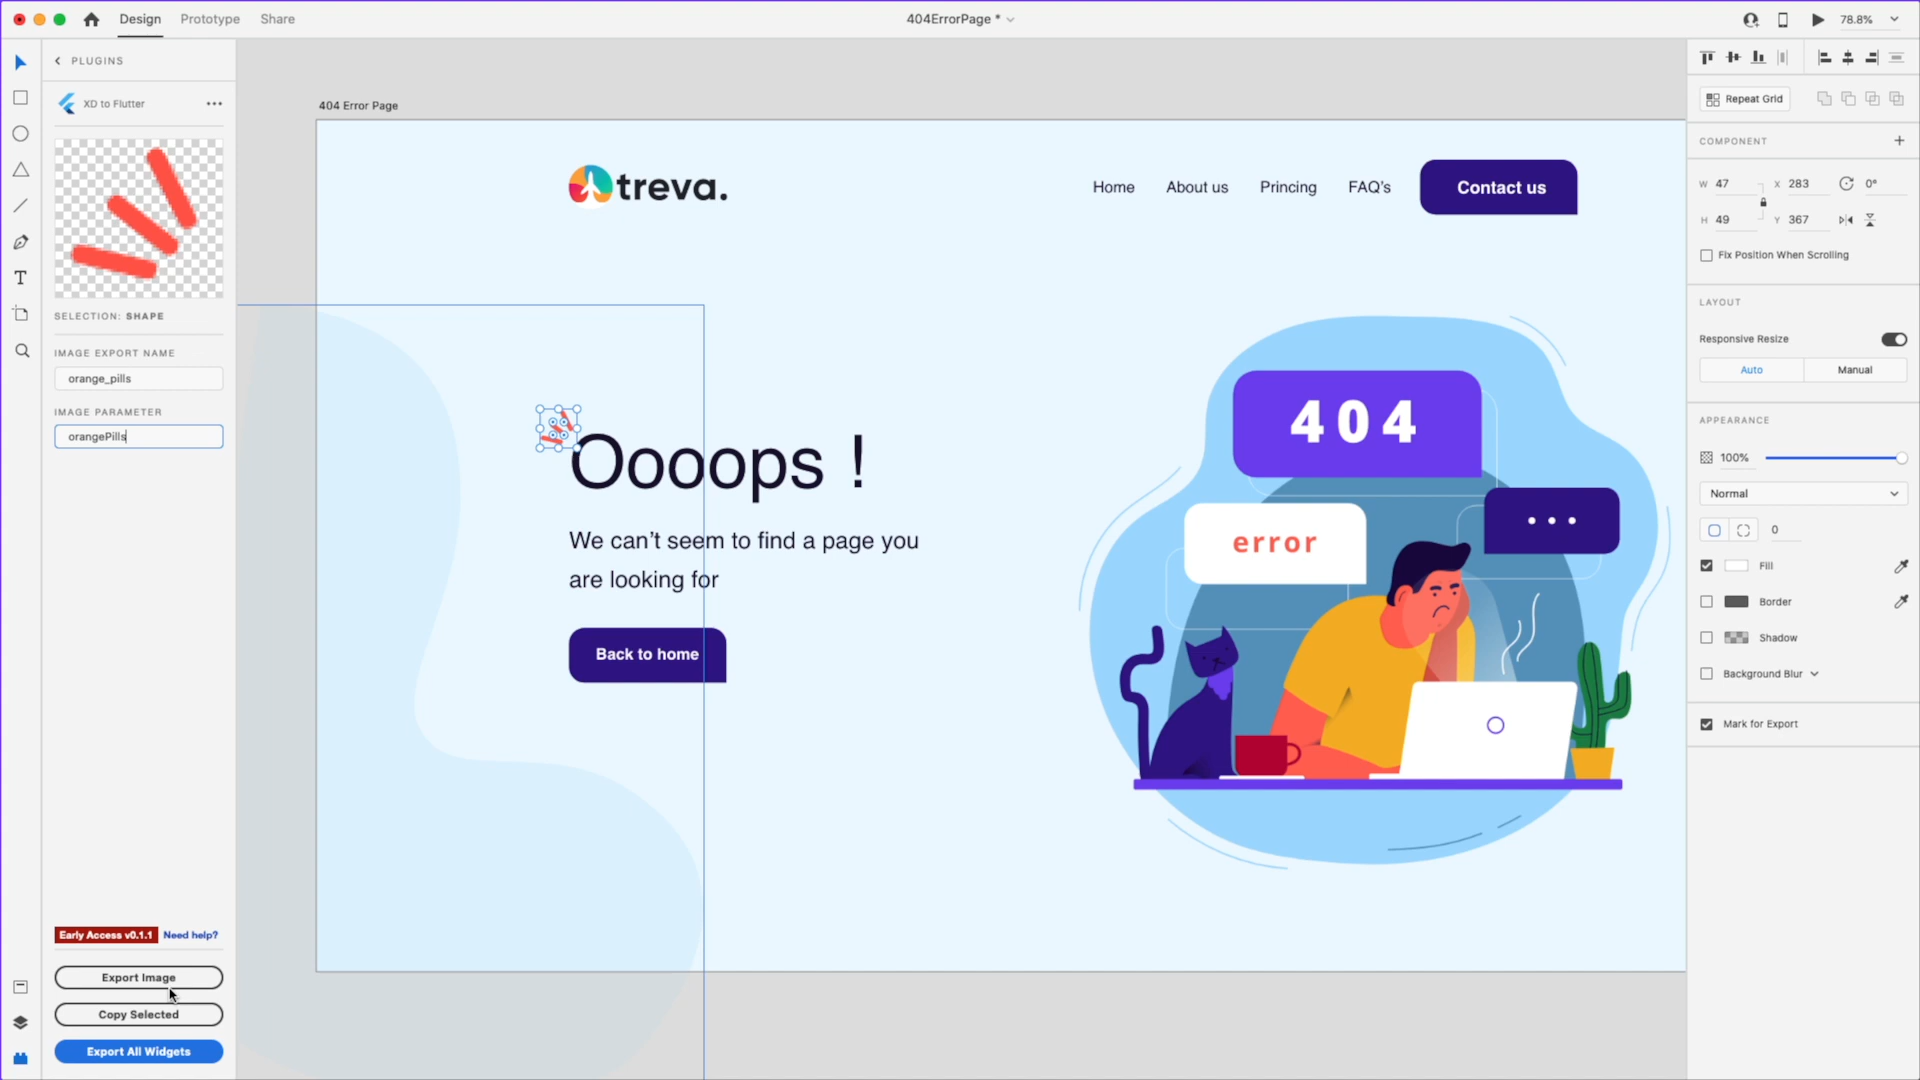 Design
Prototype
Share
404ErrorPage *
78.8%
PLUGINS
XD to Flutter
SELECTION: SHAPE
IMAGE EXPORT NAME
orange_pills
IMAGE PARAMETER
orangePills
Early Access v0.1.1 Need help?
Export Image
Copy Selected
Export All Widgets
404 Error Page
treva.
Home
About us
Princing
FAQ's
Contact us
Oooops !
We can't seem to find a page you
are looking for
Back to home
404
error
Repeat Grid
COMPONENT
W 47
X 283
0°
H 49
Y 367
Fix Position When Scrolling
LAYOUT
Responsive Resize
Auto
Manual
APPEARANCE
100%
Normal
0
Fill
Border
Shadow
Background Blur
Mark for Export